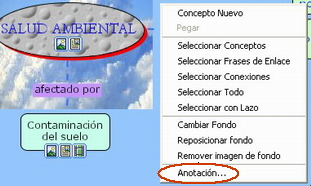 SALUD AMBIENTAL
afectado por
Contaminación
del suelo
Concepto Nuevo
Pegar
Seleccionar Conceptos
Seleccionar Frases de Enlace
Seleccionar Conexiones
Seleccionar Todo
Seleccionar con Lazo
Cambiar Fondo
Reposicionar fondo
Remover imagen de fondo
Anotación...